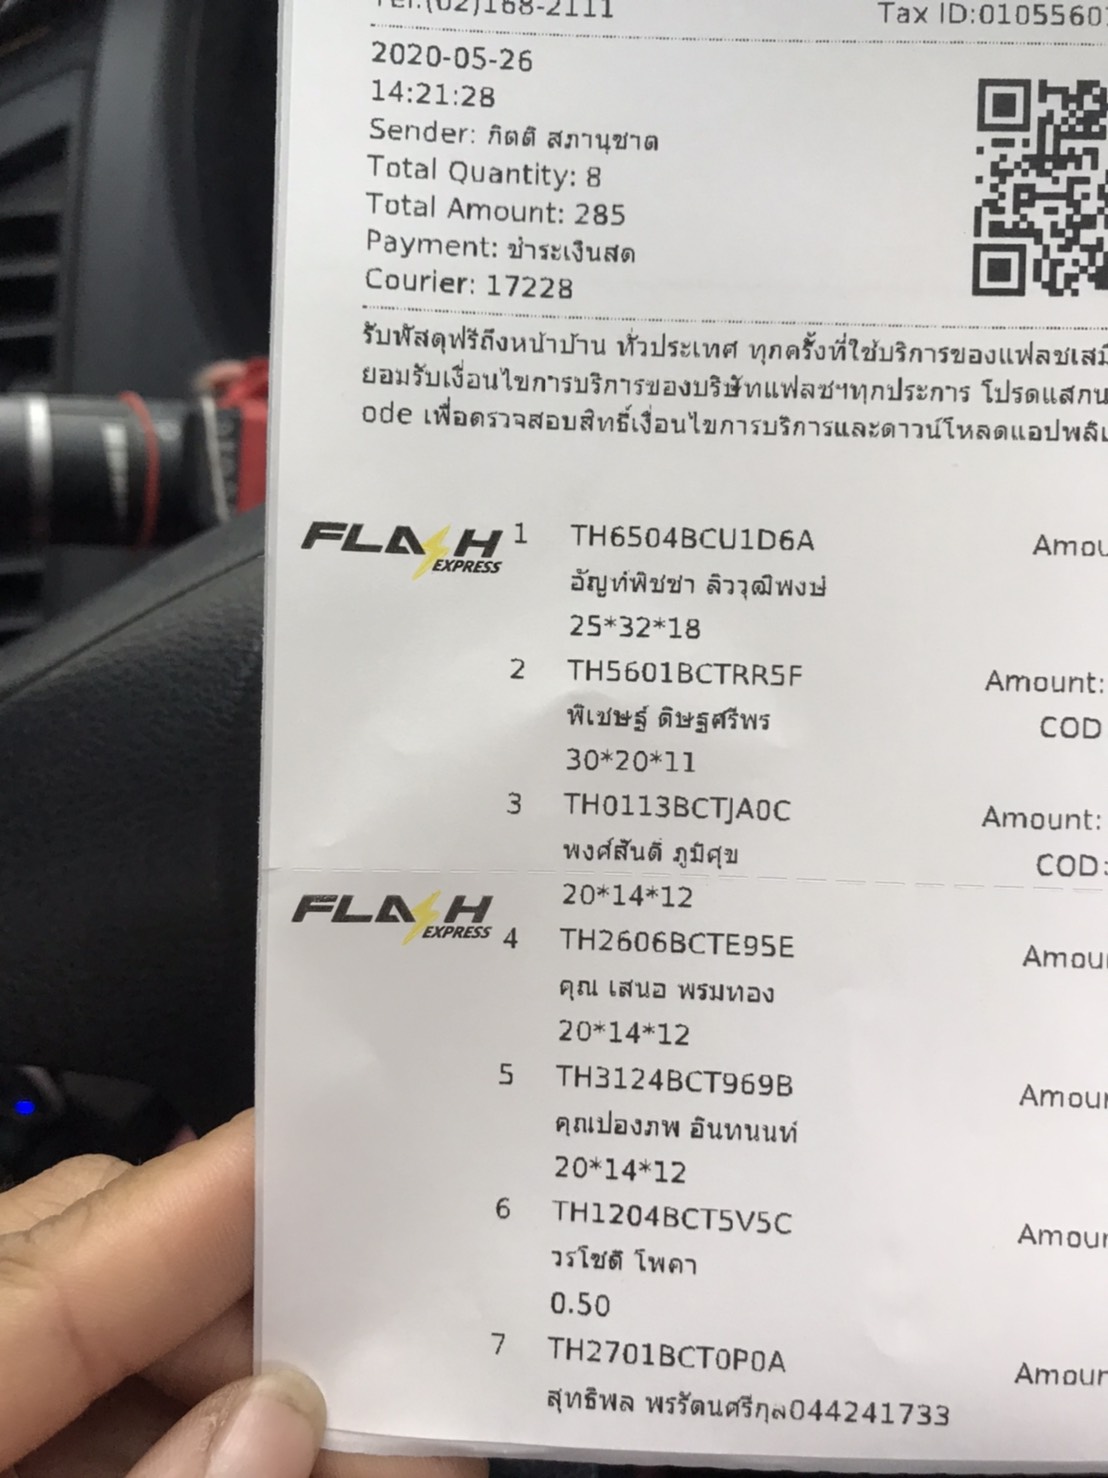 Tel:(02)168-2111
Tax ID:01055601
2020-05-26
14:21:28
Sender: กิตติ สภานุชาต
Total Quantity: 8
Total Amount: 285
Payment: ชำระเงินสด
Courier: 17228
รับพัสดุฟรีถึงหน้าบ้าน ทั่วประเทศ ทุกครั้งที่ใช้บริการของแฟลชเสมื
ยอมรับเงื่อนไขการบริการของบริษัทแฟลชฯทุกประการ โปรดแสกน
ode เพื่อตรวจสอบสิทธิ์เงื่อนไขการบริการและดาวน์โหลดแอปพลิเ
FLASH EXPRESS
1 TH6504BCU1D6A Amou
อัญท์พิชชา ลิววุฒิพงษ์
25*32*18
2 TH5601BCTRR5F Amount:
พิเชษฐ์ ดิษฐศรีพร COD
30*20*11
3 TH0113BCTJA0C Amount:
พงศ์สันติ์ ภูมิศุข COD:
20*14*12
FLASH EXPRESS
4 TH2606BCTE95E Amour
คุณ เสนอ พรมทอง
20*14*12
5 TH3124BCT969B Amour
คุณปองภพ อินทนนท์
20*14*12
6 TH1204BCT5V5C Amour
วรโชติ โพคา
0.50
7 TH2701BCT0P0A Amour
สุทธิพล พรรัตนศรีกุล044241733